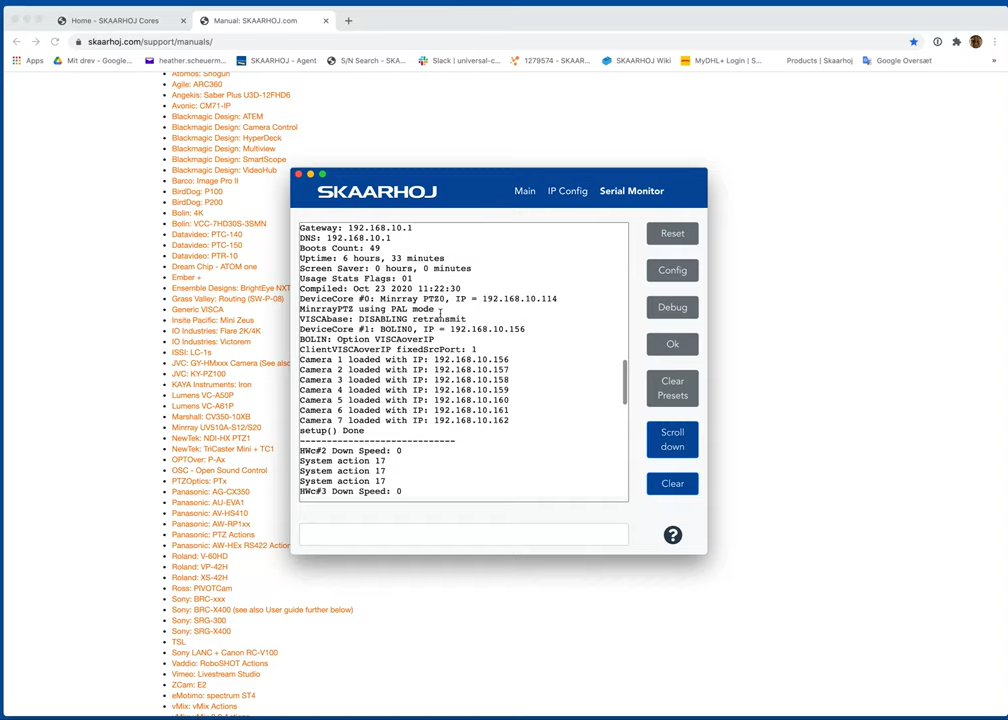 Home - SKAARHOJ Cores
Manual: SKAARHOJ.com
skaarhoj.com/support/manuals/
Apps
Mit drev - Google...
heather.scheuerm...
SKAARHOJ - Agent
S/N Search - SKA...
Slack | universal-c...
1279574 - SKAAR...
SKAARHOJ Wiki
MyDHL+ Login | S...
Products | Skaarhoj
Google Oversæt
»
Atomos: Shogun
Agile: ARC360
Angekis: Saber Plus U3D-12FHD6
Avonic: CM71-IP
Blackmagic Design: ATEM
Blackmagic Design: Camera Control
Blackmagic Design: HyperDeck
Blackmagic Design: Multiview
Blackmagic Design: SmartScope
Blackmagic Design: VideoHub
Barco: Image Pro II
BirdDog: P100
BirdDog: P200
Bolin: 4K
Bolin: VCC-7HD30S-3SMN
Datavideo: PTC-140
Datavideo: PTC-150
Datavideo: PTR-10
Dream Chip - ATOM one
Ember +
Ensemble Designs: BrightEye NXT
Grass Valley: Routing (SW-P-08)
Generic VISCA
Insite Pacific: Mini Zeus
IO Industries: Flare 2K/4K
IO Industries: Victorem
ISSI: LC-1s
JVC: GY-HMxxx Camera (See also
JVC: KY-PZ100
KAYA Instruments: Iron
Lumens VC-A50P
Lumens VC-A61P
Marshall: CV350-10XB
Minrray UV510A-S12/S20
NewTek: NDI-HX PTZ1
NewTek: TriCaster Mini + TC1
OPTOver: P-Ax
OSC - Open Sound Control
PTZOptics: PTx
Panasonic: AG-CX350
Panasonic: AU-EVA1
Panasonic: AV-HS410
Panasonic: AW-RP1xx
Panasonic: PTZ Actions
Panasonic: AW-HEx RS422 Action
Roland: V-60HD
Roland: VP-42H
Roland: XS-42H
Ross: PIVOTCam
Sony: BRC-xxx
Sony: BRC-X400 (see also User guide further below)
Sony: SRG-300
Sony: SRG-X400
TSL
Sony LANC + Canon RC-V100
Vaddio: RoboSHOT Actions
Vimeo: Livestream Studio
ZCam: E2
eMotimo: spectrum ST4
vMix: vMix Actions
SKAARHOJ
Main
IP Config
Serial Monitor
Gateway: 192.168.10.1
DNS: 192.168.10.1
Boots Count: 49
Uptime: 6 hours, 33 minutes
Screen Saver: 0 hours, 0 minutes
Usage Stats Flags: 01
Compiled: Oct 23 2020 11:22:30
DeviceCore #0: Minrray PTZ0, IP = 192.168.10.114
MinrrayPTZ using PAL mode
VISCAbase: DISABLING retransmit
DeviceCore #1: BOLIN0, IP = 192.168.10.156
BOLIN: Option VISCAoverIP
ClientVISCAoverIP fixedSrcPort: 1
Camera 1 loaded with IP: 192.168.10.156
Camera 2 loaded with IP: 192.168.10.157
Camera 3 loaded with IP: 192.168.10.158
Camera 4 loaded with IP: 192.168.10.159
Camera 5 loaded with IP: 192.168.10.160
Camera 6 loaded with IP: 192.168.10.161
Camera 7 loaded with IP: 192.168.10.162
setup() Done
-----------------------------
HWc#2 Down Speed: 0
System action 17
System action 17
System action 17
HWc#3 Down Speed: 0
Reset
Config
Debug
Ok
Clear
Presets
Scroll
down
Clear
?